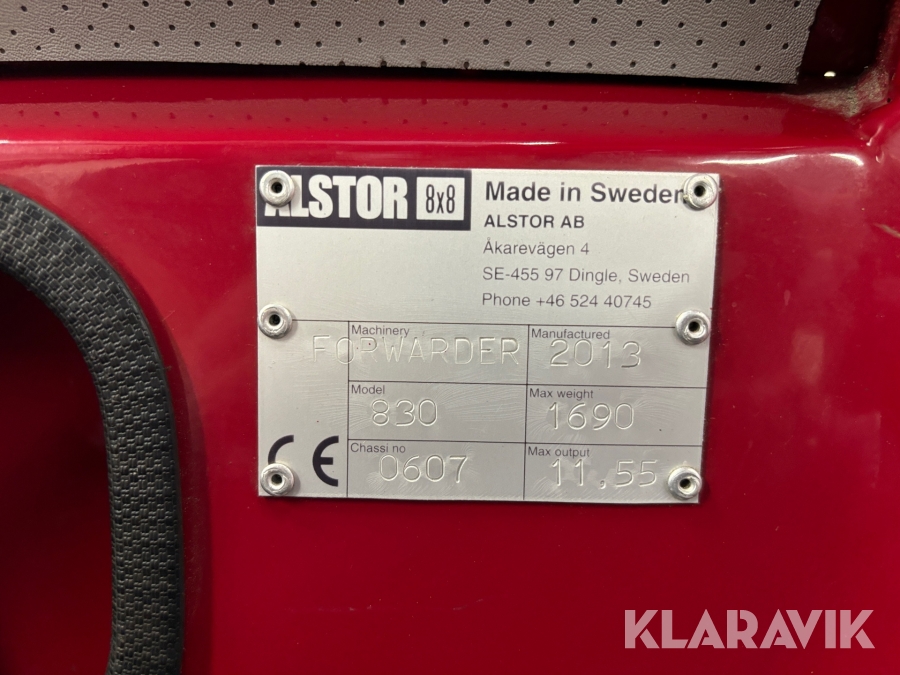 ALSTOR 8x8
Made in Sweden
ALSTOR AB
Åkarevägen 4
SE-455 97 Dingle, Sweden
Phone +46 524 40745
Machinery
FORWARDER
Manufactured
2013
Model
830
Max weight
1690
CE
Chassi no
0607
Max output
11,55
KLARAVIK